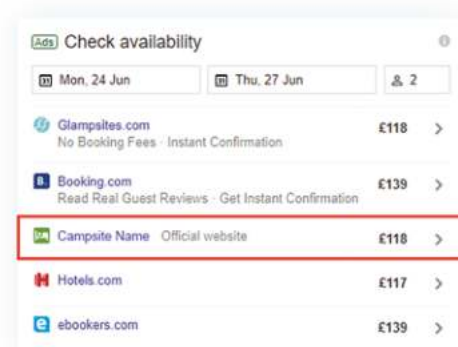 Ads Check availability
Mon, 24 Jun Thu, 27 Jun 2
Glampsites.com £118
No Booking Fees · Instant Confirmation
B. Booking.com £139
Read Real Guest Reviews · Get Instant Confirmation
Campsite Name Official website £118
H Hotels.com £117
e ebookers.com £139